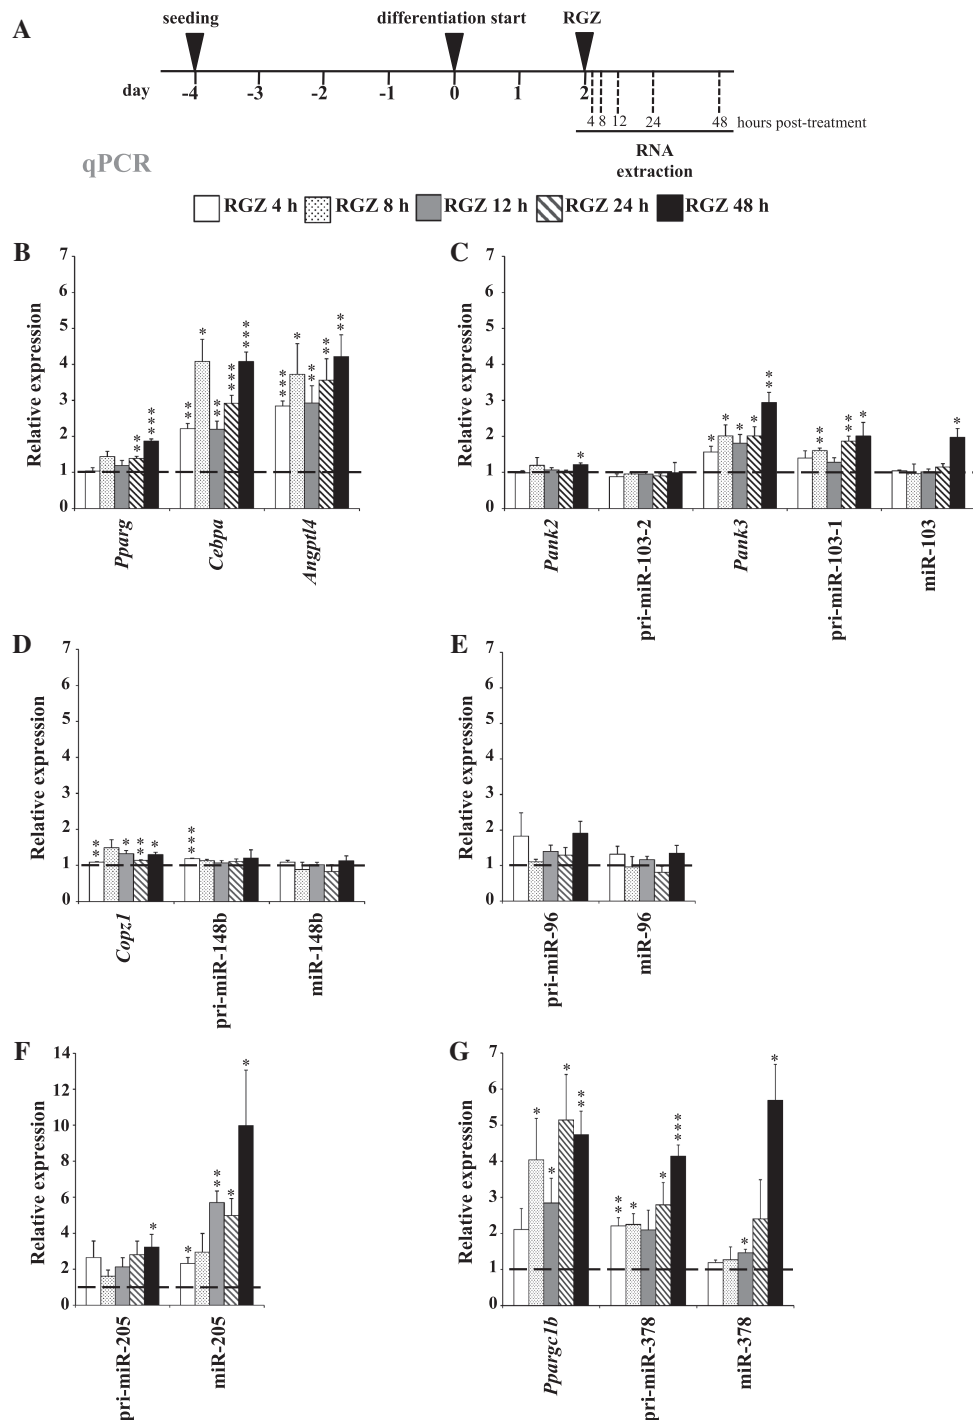 A
seeding
differentiation start
RGZ
day
-4 -3 -2 -1 0 1 2
4 8 12 24 48 hours post-treatment
RNA
extraction
qPCR
RGZ 4 h RGZ 8 h RGZ 12 h RGZ 24 h RGZ 48 h
B
Relative expression
7
6
5
4
3
2
1
0
** *** ** * ** *** *** *** * ** ** **
Pparg
Cebpa
Angptl4
C
Relative expression
7
6
5
4
3
2
1
0
* * * * * ** ** ** * *
Pank2
pri-miR-103-2
Pank3
pri-miR-103-1
miR-103
D
Relative expression
7
6
5
4
3
2
1
0
** * ** * ***
Copz1
pri-miR-148b
miR-148b
E
Relative expression
7
6
5
4
3
2
1
0
pri-miR-96
miR-96
F
Relative expression
14
12
10
8
6
4
2
0
* * ** * *
pri-miR-205
miR-205
G
Relative expression
7
6
5
4
3
2
1
0
* * * ** ** * * *** * *
Ppargc1b
pri-miR-378
miR-378